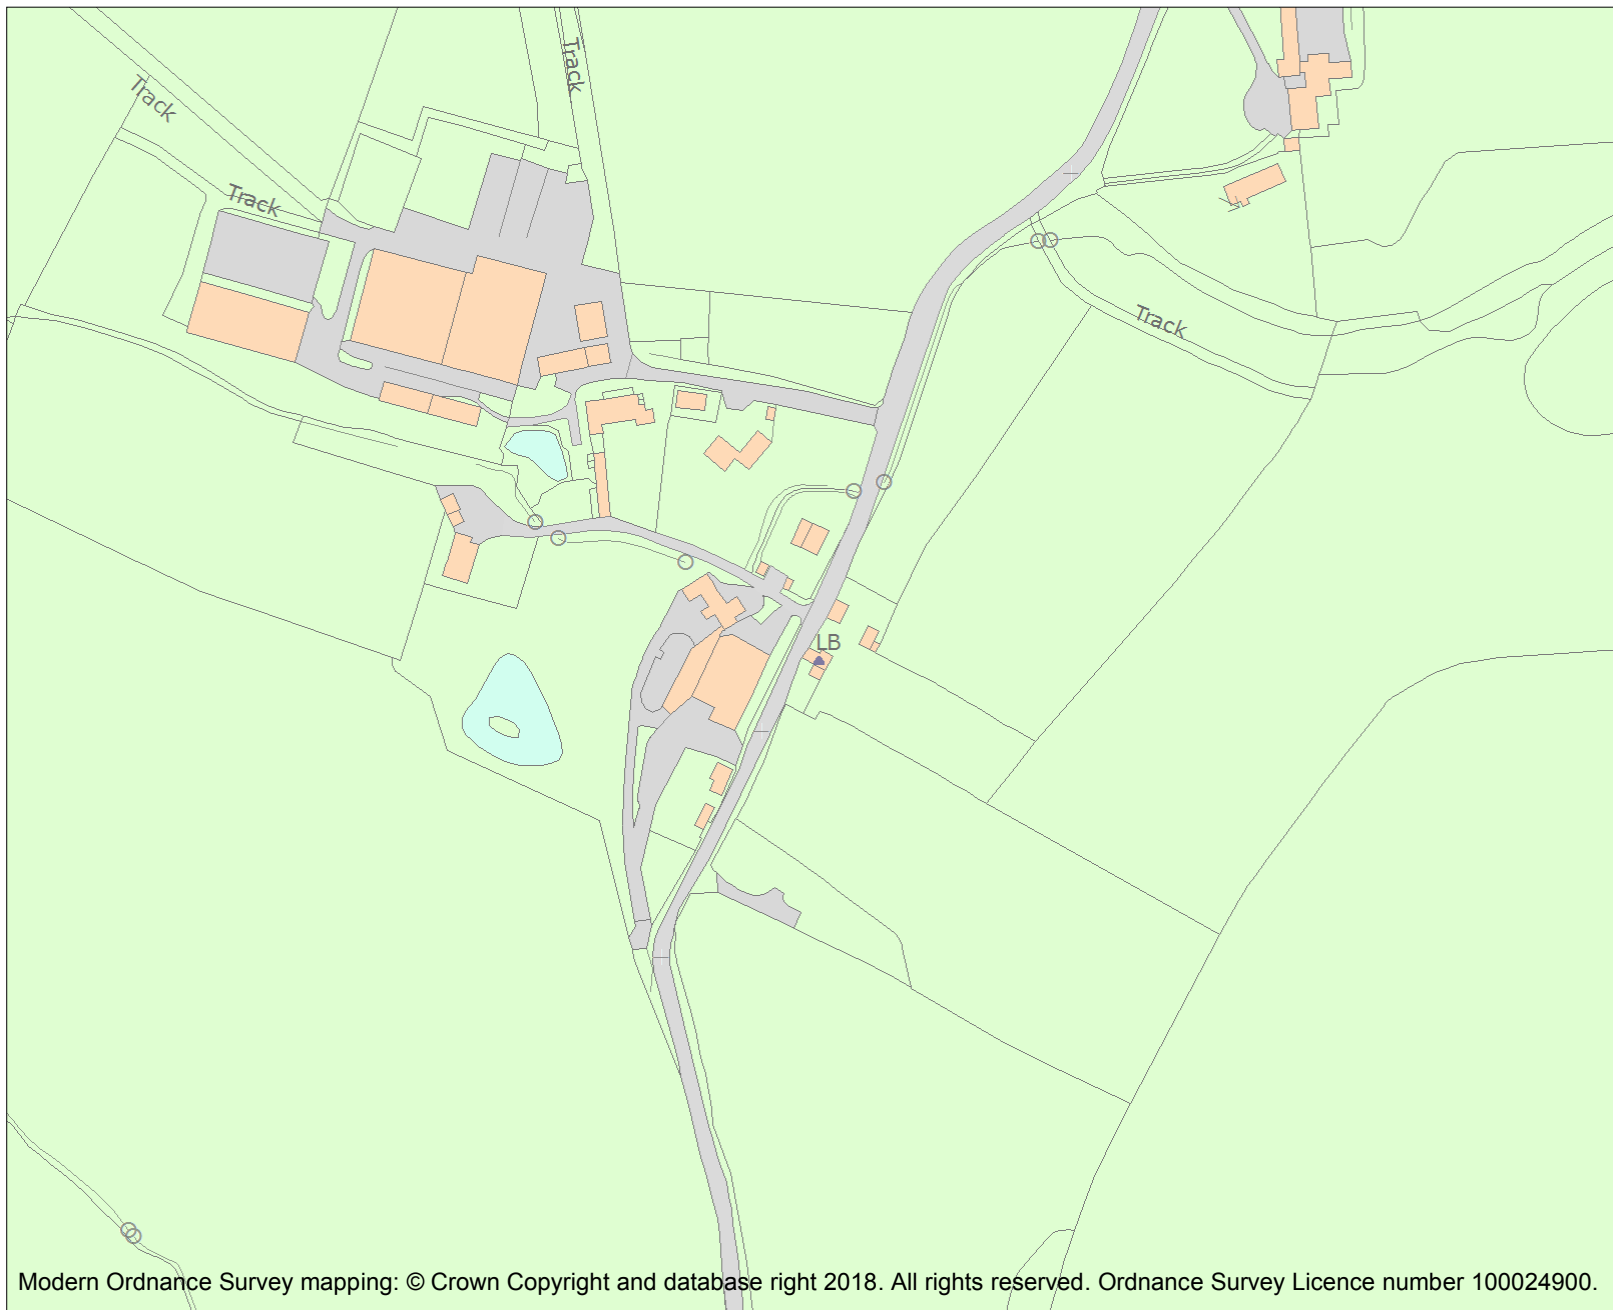 Track
Track
Track
Track
LB
Modern Ordnance Survey mapping: © Crown Copyright and database right 2018. All rights reserved. Ordnance Survey Licence number 100024900.